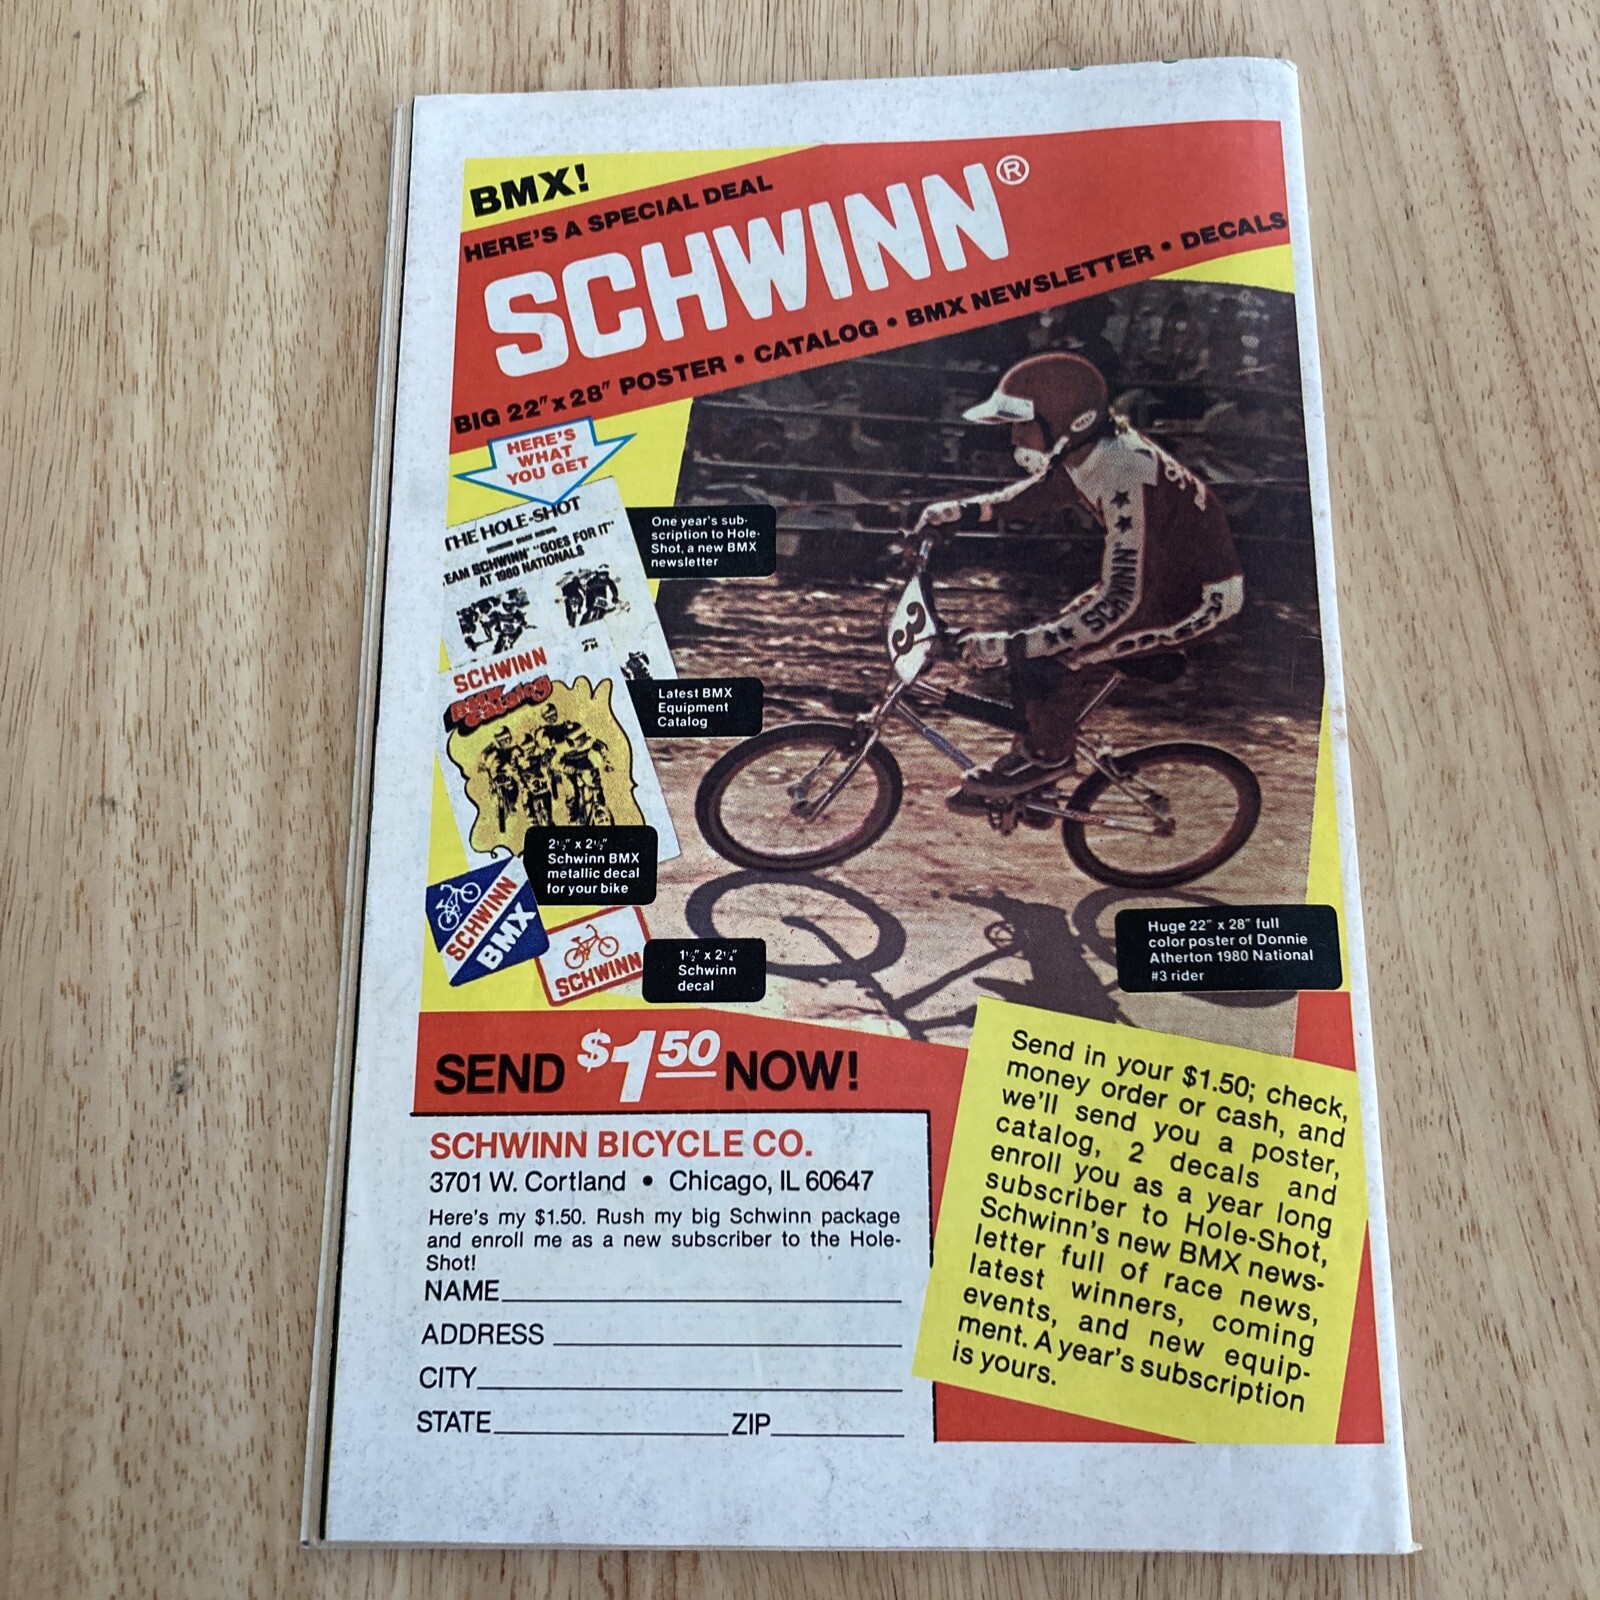 BMX!
HERE'S A SPECIAL DEAL
SCHWINN®
BIG 22" x 28" POSTER • CATALOG • BMX NEWSLETTER • DECALS
HERE'S
WHAT
YOU GET
THE HOLE-SHOT
SCHWINN BMX NEWS
EAM SCHWINN' "GOES FOR IT"
AT 1980 NATIONALS
One year's sub-
scription to Hole-
Shot, a new BMX
newsletter
SCHWINN
BMX
Catalog
Latest BMX
Equipment
Catalog
2½" x 2½"
Schwinn BMX
metallic decal
for your bike
SCHWINN
BMX
SCHWINN
1½" x 2¼"
Schwinn
decal
3
SCHWINN
Huge 22" x 28" full
color poster of Donnie
Atherton 1980 National
#3 rider
SEND $1.50 NOW!
SCHWINN BICYCLE CO.
3701 W. Cortland • Chicago, IL 60647
Here's my $1.50. Rush my big Schwinn package
and enroll me as a new subscriber to the Hole-
Shot!
NAME
ADDRESS
CITY
STATE ZIP
Send in your $1.50; check,
money order or cash, and
we'll send you a poster,
catalog, 2 decals and
enroll you as a year long
subscriber to Hole-Shot,
Schwinn's new BMX news-
letter full of race news,
latest winners, coming
events, and new equip-
ment. A year's subscription
is yours.